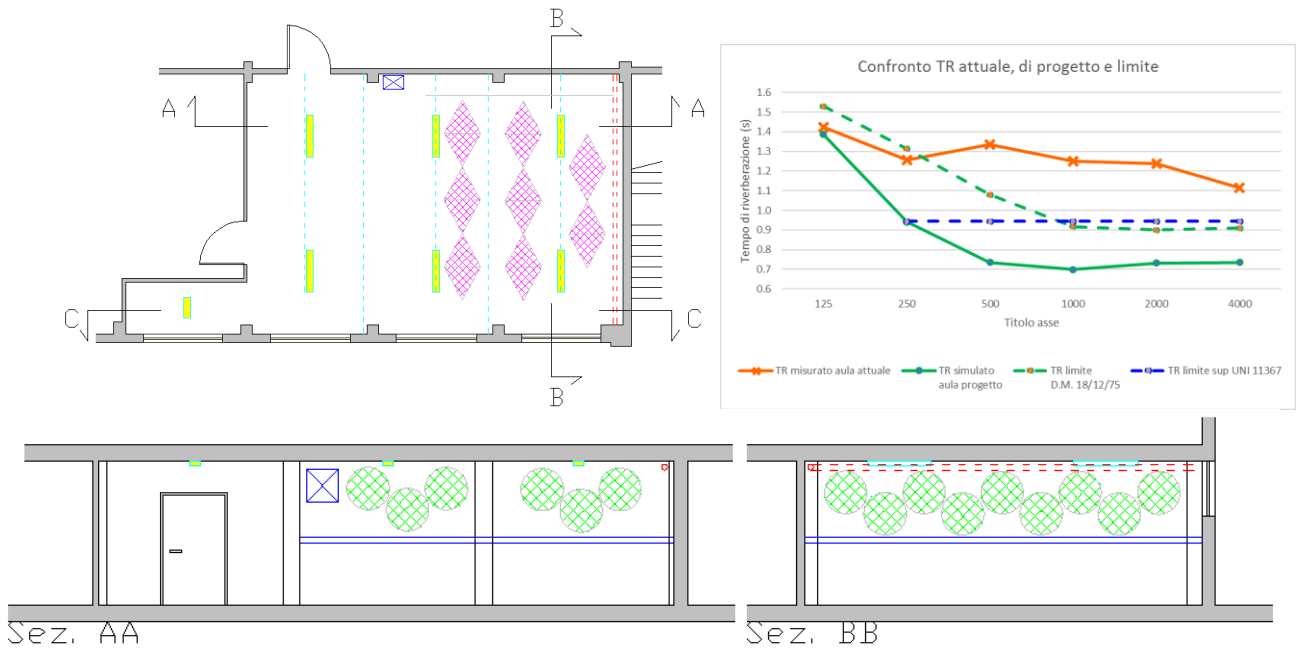 B
A
A
C
C
B
Confronto TR attuale, di progetto e limite
Tempo di riverberazione (s)
1.6
1.5
1.4
1.3
1.2
1.1
1.0
0.9
0.8
0.7
0.6
125
250
500
1000
2000
4000
Titolo asse
TR misurato aula attuale
TR simulato
aula progetto
TR limite
D.M. 18/12/75
TR limite sup UNI 11367
Sez. AA
Sez. BB